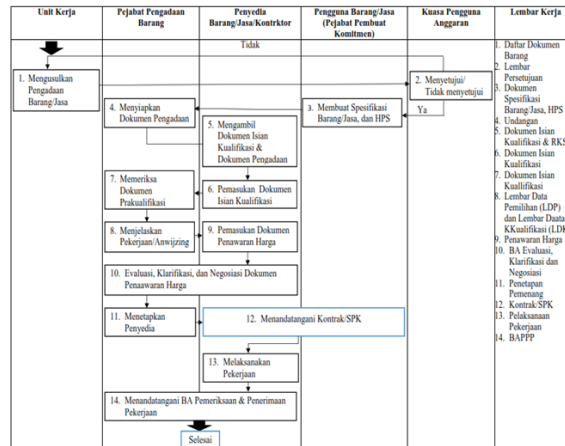 Unit Kerja
Pejabat Pengadaan
Barang
Penyedia
Barang/Jasa/Kontrktor
Pengguna Barang/Jasa
(Pejabat Pembuat
Komitmen)
Kuasa Pengguna
Anggaran
Lembar Kerja
Tidak
1. Mengusulkan
Pengadaan
Barang/Jasa
2. Menyetujui/
Tidak menyetujui
Ya
3. Membuat Spesifikasi
Barang/Jasa, dan HPS
4. Menyiapkan
Dokumen Pengadaan
5. Mengambil
Dokumen Isian
Kualifikasi &
Dokumen Pengadaan
6. Pemasukan Dokumen
Isian Kualifikasi
7. Memeriksa
Dokumen
Prakualifikasi
8. Menjelaskan
Pekerjaan/Anwijzing
9. Pemasukan Dokumen
Penawaran Harga
10. Evaluasi, Klarifikasi, dan Negosiasi Dokumen
Penaawaran Harga
11. Menetapkan
Penyedia
12. Menandatangani Kontrak/SPK
13. Melaksanakan
Pekerjaan
14. Menandatangani BA Pemeriksaan & Penerimaan
Pekerjaan
Selesai
1. Daftar Dokumen
Barang
2. Lembar
Persetujuan
3. Dokumen
Spesifikasi
Barang/Jasa, HPS
4. Undangan
5. Dokumen Isian
Kualifikasi & RKS
6. Dokumen Isian
Kualifikasi
7. Dokumen Isian
Kuallifikasi
8. Lembar Data
Pemilihan (LDP)
dan Lembar Daata
KKualifikasi (LDK
9. Penawaran Harga
10. BA Evaluasi,
Klarifikasi dan
Negosiasi
11. Penetapan
Pemenang
12. Kontrak/SPK
13. Pelaksanaan
Pekerjaan
14. BAPPP